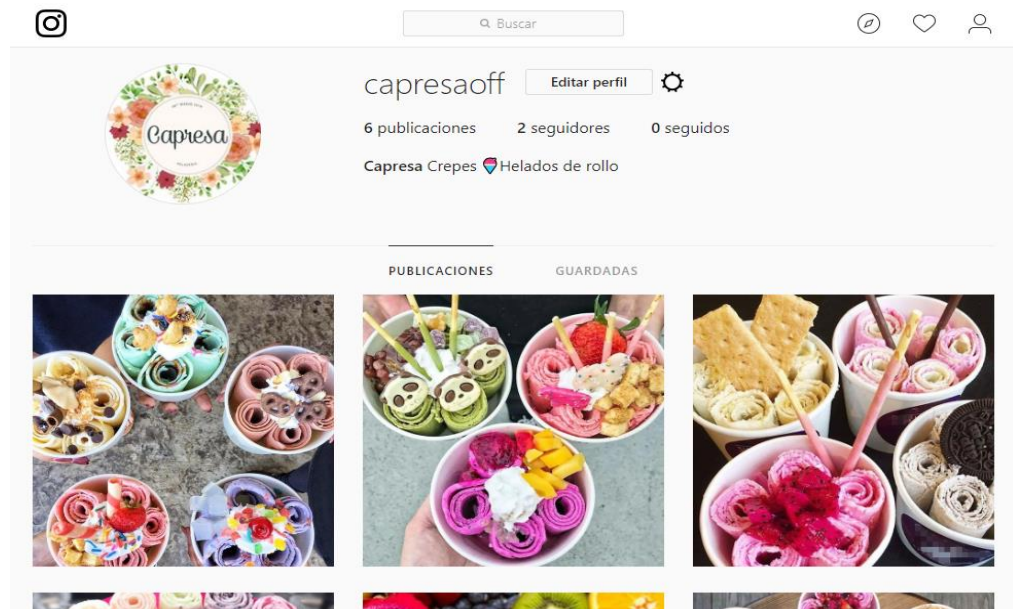 Buscar
capresaoff Editar perfil
6 publicaciones 2 seguidores 0 seguidos
Capresa Crepes Helados de rollo
Capresa
PUBLICACIONES GUARDADAS